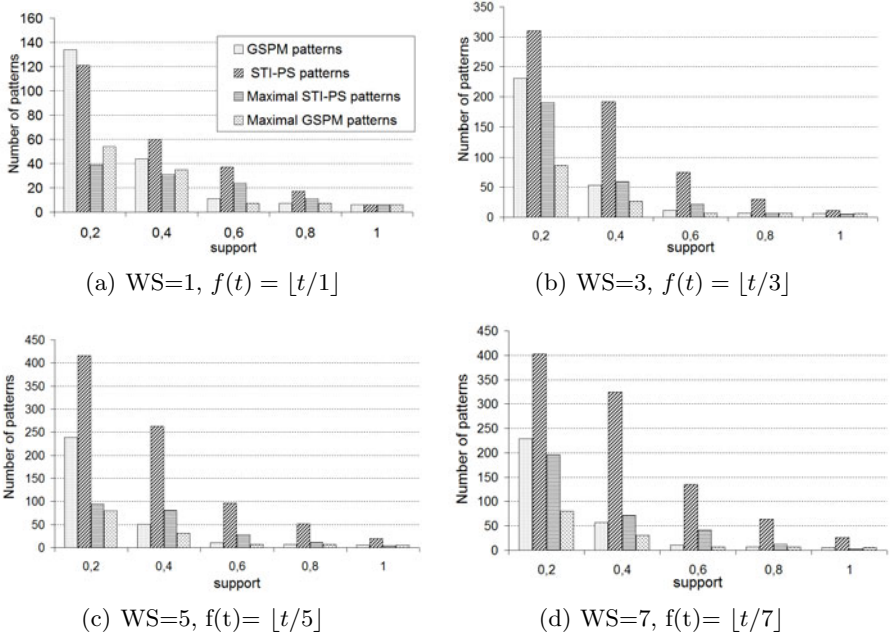 160
140
120
100
80
60
40
20
0
Number of patterns
GSPM patterns
STI-PS patterns
Maximal STI-PS patterns
Maximal GSPM patterns
0,2 0,4 0,6 0,8 1
support
(a) WS=1, f(t) = ⌊t/1⌋
350
300
250
200
150
100
50
0
Number of patterns
0,2 0,4 0,6 0,8 1
support
(b) WS=3, f(t) = ⌊t/3⌋
450
400
350
300
250
200
150
100
50
0
Number of patterns
0,2 0,4 0,6 0,8 1
support
(c) WS=5, f(t)= ⌊t/5⌋
450
400
350
300
250
200
150
100
50
0
Number of patterns
0,2 0,4 0,6 0,8 1
support
(d) WS=7, f(t)= ⌊t/7⌋